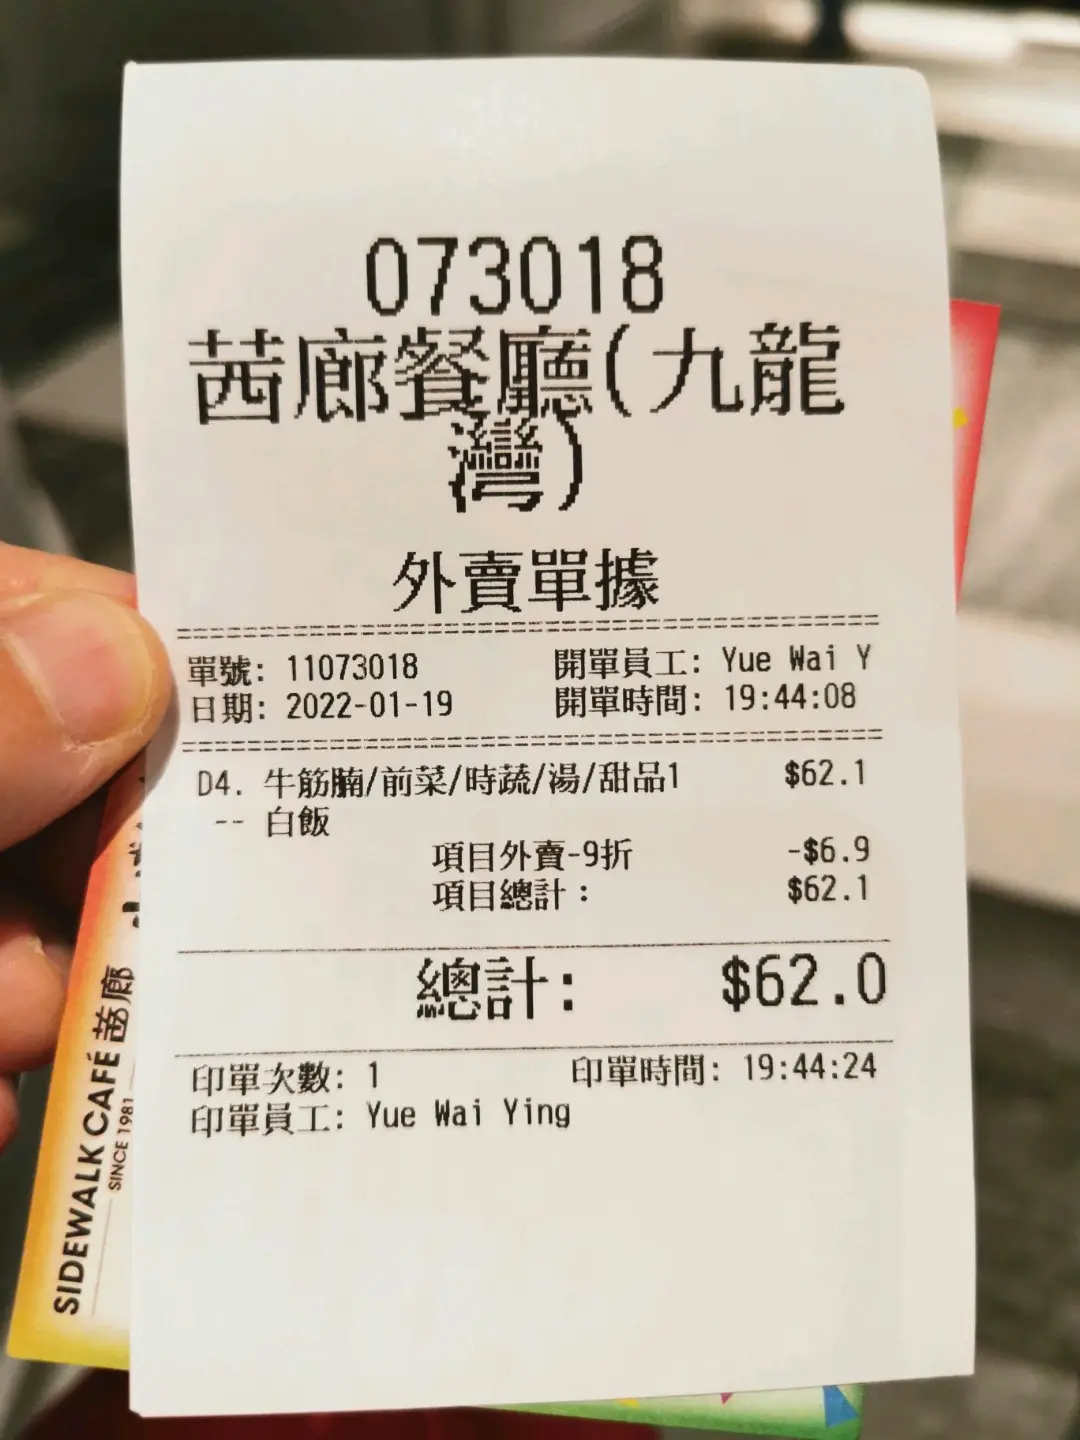 073018
茜廊餐廳(九龍
灣)
外賣單據
單號: 11073018 開單員工: Yue Wai Y
日期: 2022-01-19 開單時間: 19:44:08
D4. 牛筋腩/前菜/時蔬/湯/甜品1 $62.1
-- 白飯
項目外賣-9折 -$6.9
項目總計: $62.1
總計: $62.0
印單次數: 1 印單時間: 19:44:24
印單員工: Yue Wai Ying
SIDEWALK CAFÉ 茜廊
SINCE 1981